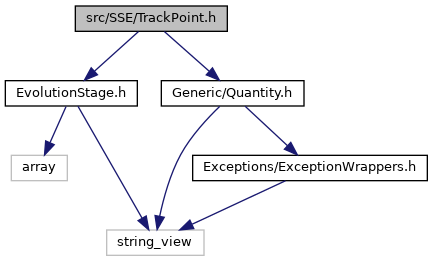 src/SSE/TrackPoint.h
EvolutionStage.h
Generic/Quantity.h
array
Exceptions/ExceptionWrappers.h
string_view